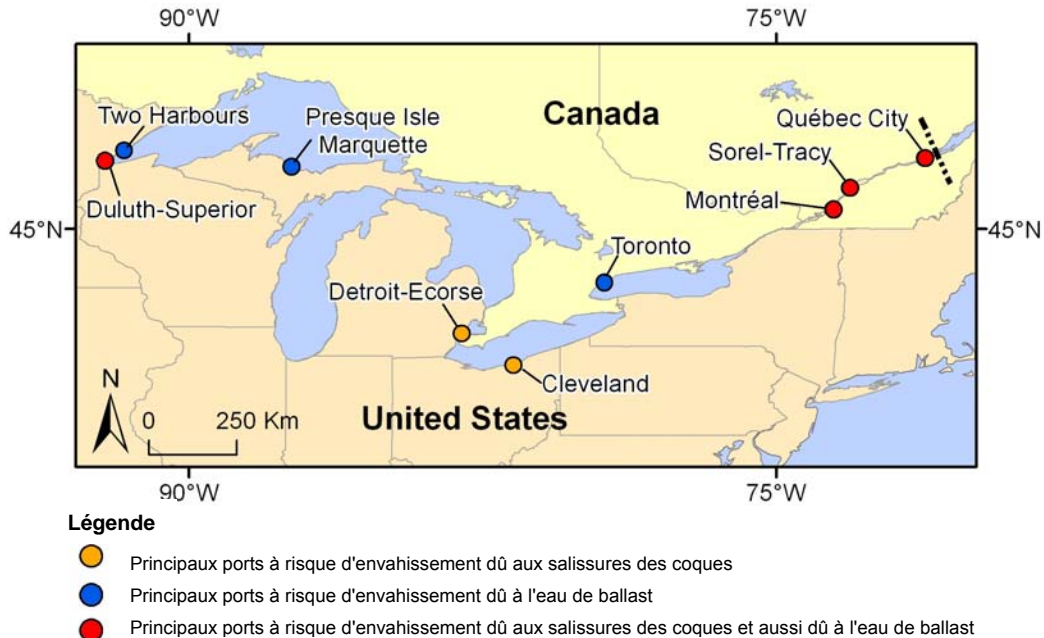 90°W 75°W
Two Harbours
Presque Isle
Marquette
Canada
Québec City
Sorel-Tracy
Duluth-Superior
Montréal
45°N 45°N
Toronto
Detroit-Ecorse
Cleveland
N
0 250 Km
United States
90°W 75°W
Légende
Principaux ports à risque d'envahissement dû aux salissures des coques
Principaux ports à risque d'envahissement dû à l'eau de ballast
Principaux ports à risque d'envahissement dû aux salissures des coques et aussi dû à l'eau de ballast